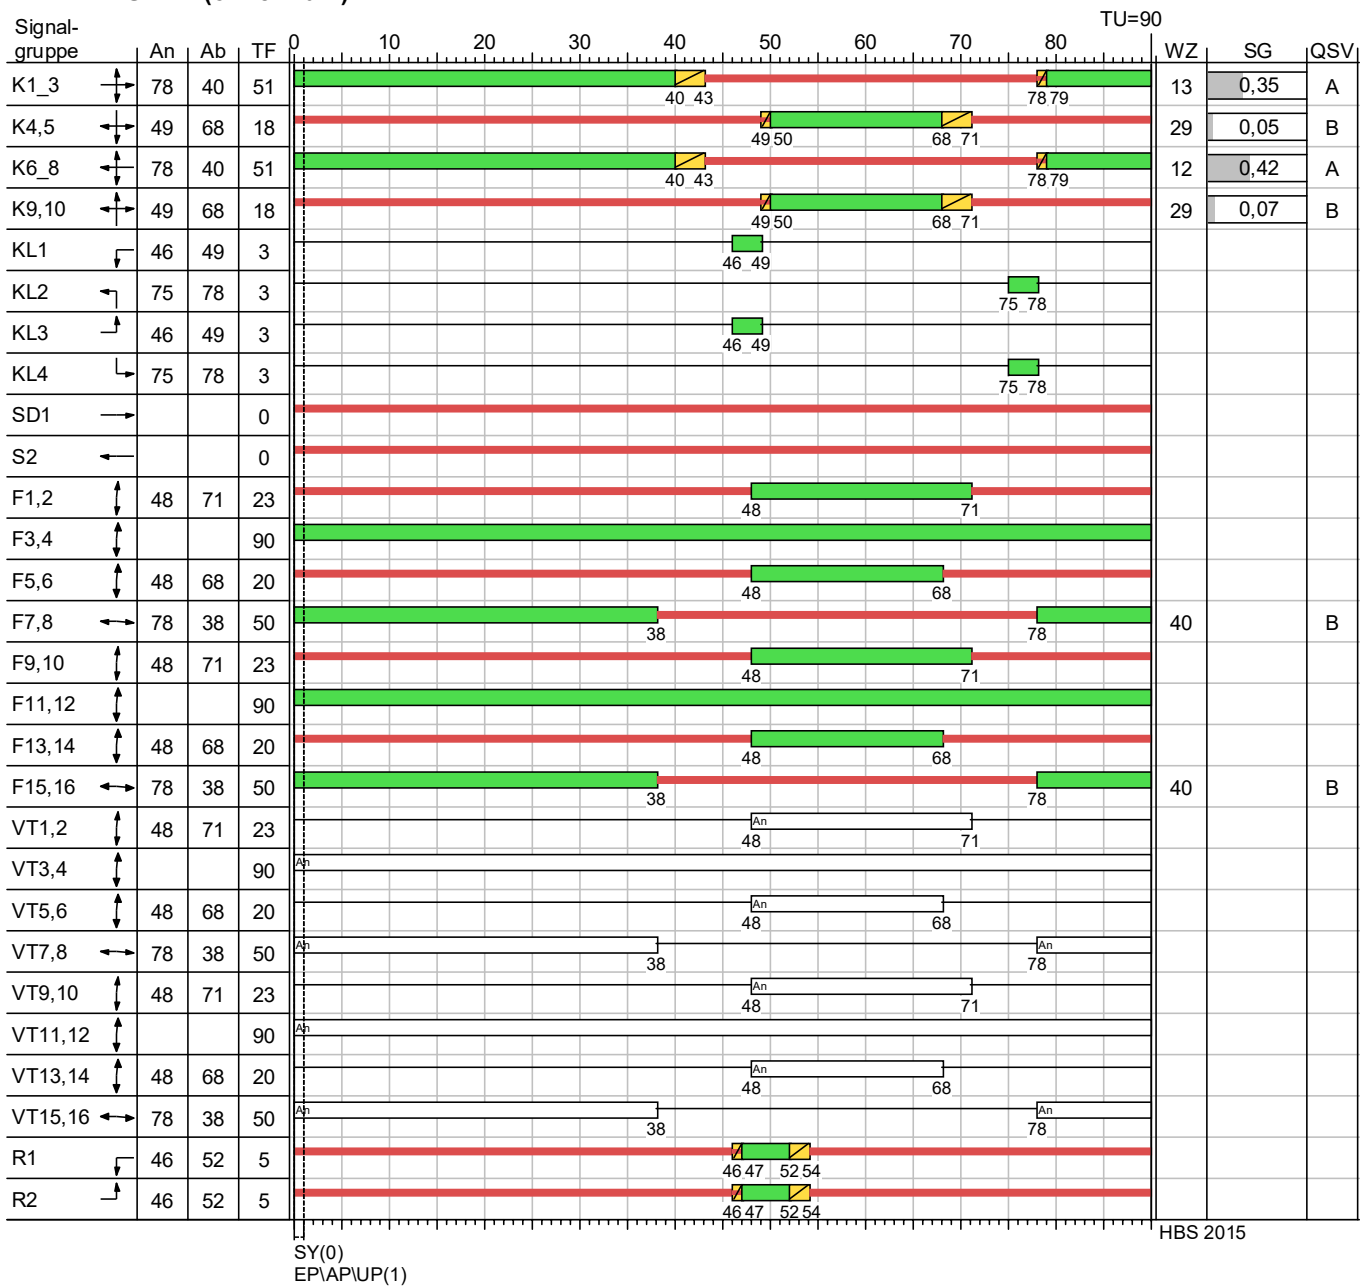 TU=90
Signal-
gruppe An Ab TF 0 10 20 30 40 50 60 70 80 WZ SG QSV
K1_3 78 40 51 40 43 78 79 13 0,35 A
K4,5 49 68 18 49 50 68 71 29 0,05 B
K6_8 78 40 51 40 43 78 79 12 0,42 A
K9,10 49 68 18 49 50 68 71 29 0,07 B
KL1 46 49 3 46 49
KL2 75 78 3 75 78
KL3 46 49 3 46 49
KL4 75 78 3 75 78
SD1 0
S2 0
F1,2 48 71 23 48 71
F3,4 90
F5,6 48 68 20 48 68
F7,8 78 38 50 38 78 40 B
F9,10 48 71 23 48 71
F11,12 90
F13,14 48 68 20 48 68
F15,16 78 38 50 38 78 40 B
VT1,2 48 71 23 An 48 71
VT3,4 90 An
VT5,6 48 68 20 An 48 68
VT7,8 78 38 50 An 38 An 78
VT9,10 48 71 23 An 48 71
VT11,12 90 An
VT13,14 48 68 20 An 48 68
VT15,16 78 38 50 An 38 An 78
R1 46 52 5 46 47 52 54
R2 46 52 5 46 47 52 54
HBS 2015
SY(0)
EP\AP\UP(1)